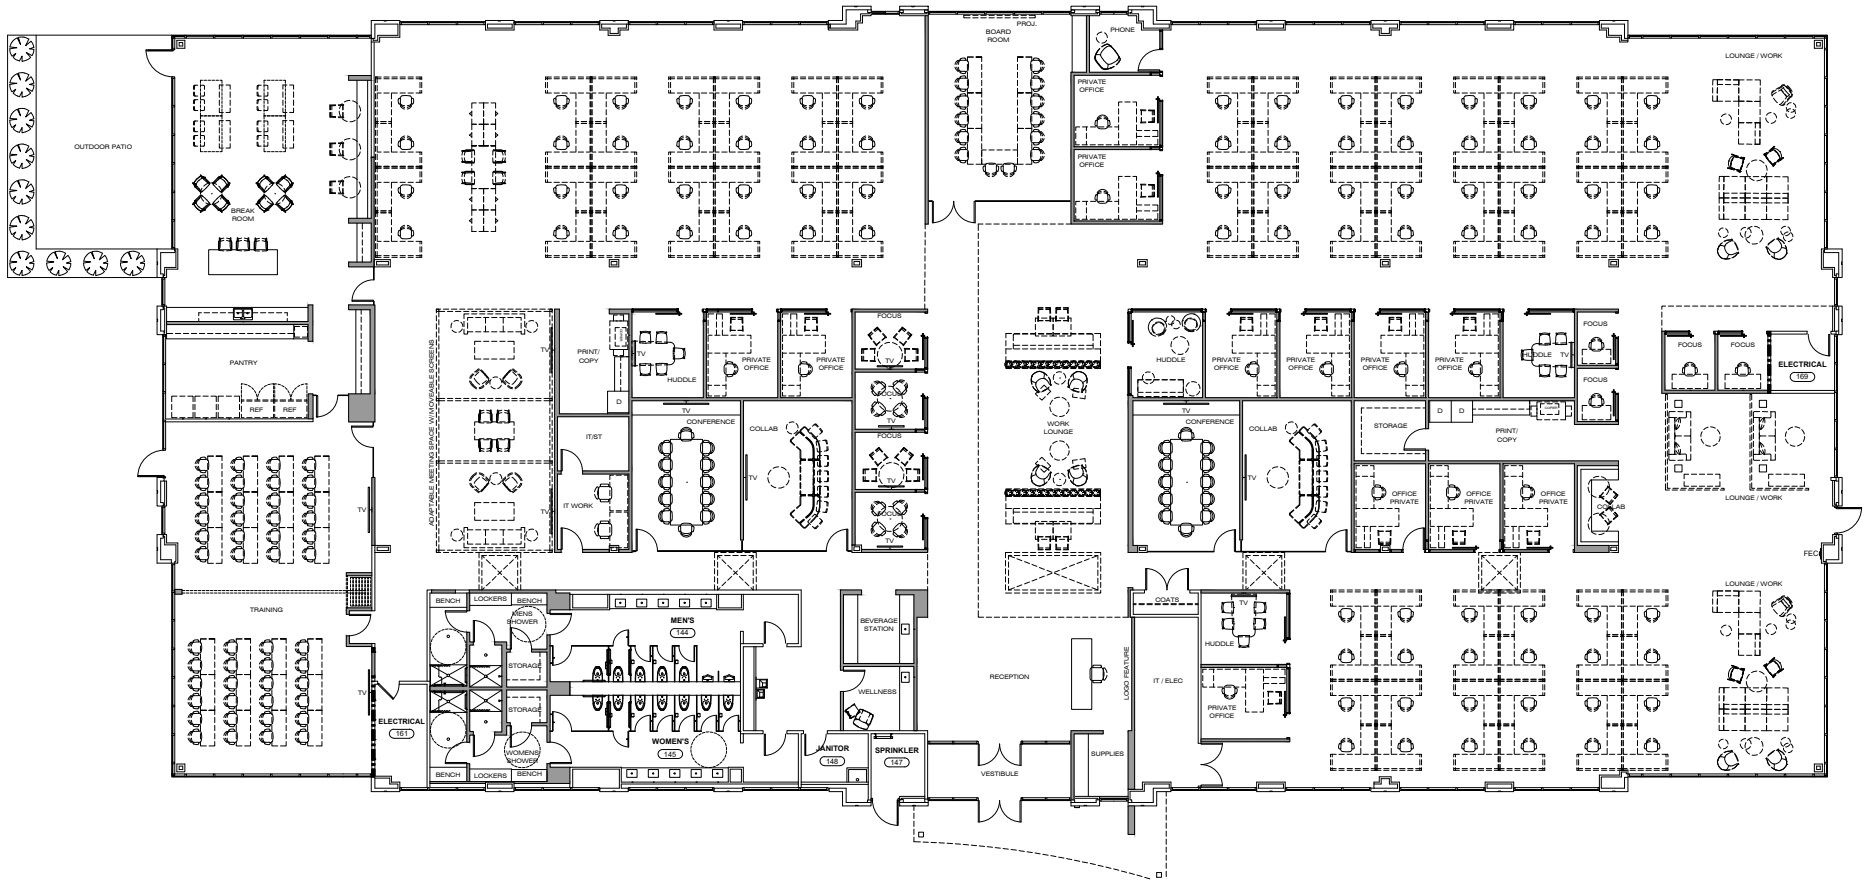 PROJ.
BOARD
ROOM
PHONE
LOUNGE / WORK
PRIVATE
OFFICE
OUTDOOR PATIO
PRIVATE
OFFICE
BREAK
ROOM
FOCUS
FOCUS
TV
TV
PRINT/
COPY
TV
HUDDLE
PRIVATE
OFFICE
PRIVATE
OFFICE
TV
HUDDLE
PRIVATE
OFFICE
PRIVATE
OFFICE
PRIVATE
OFFICE
PRIVATE
OFFICE
HUDDLE
TV
FOCUS
FOCUS
ELECTRICAL
169
PANTRY
REF
REF
D
FOCUS
TV
FOCUS
ADAPTABLE MEETING SPACE W/MOVEABLE SCREENS
TV
CONFERENCE
COLLAB
WORK
LOUNGE
TV
CONFERENCE
COLLAB
STORAGE
D
D
PRINT/
COPY
IT/ST
FOCUS
TV
TV
TV
IT WORK
TV
TV
FOCUS
TV
TV
OFFICE
PRIVATE
OFFICE
PRIVATE
OFFICE
PRIVATE
COLLAB
LOUNGE / WORK
FEC
TRAINING
BENCH
LOCKERS
BENCH
MENS
SHOWER
MEN'S
144
BEVERAGE
STATION
COATS
TV
HUDDLE
LOUNGE / WORK
STORAGE
RECEPTION
LOGO FEATURE
IT / ELEC
TV
STORAGE
WELLNESS
PRIVATE
OFFICE
ELECTRICAL
161
WOMENS
SHOWER
WOMEN'S
145
JANITOR
148
SPRINKLER
147
SUPPLIES
BENCH
LOCKERS
BENCH
VESTIBULE